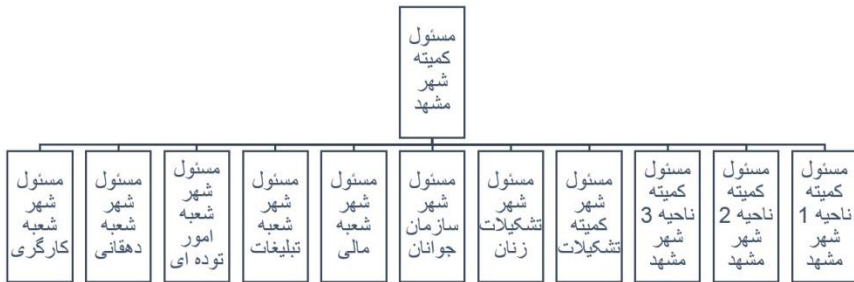 مسئول
کمیته
شهر
مشهد
مسئول
کمیته
ناحیه 1
شهر
مشهد
مسئول
کمیته
ناحیه 2
شهر
مشهد
مسئول
کمیته
ناحیه 3
شهر
مشهد
مسئول
شهر
کمیته
تشکیلات
مسئول
شهر
تشکیلات
زنان
مسئول
شهر
سازمان
جوانان
مسئول
شهر
شعبه
مالی
مسئول
شهر
شعبه
تبلیغات
مسئول
شهر
شعبه
امور
توده ای
مسئول
شهر
شعبه
دهقانی
مسئول
شهر
شعبه
کارگری